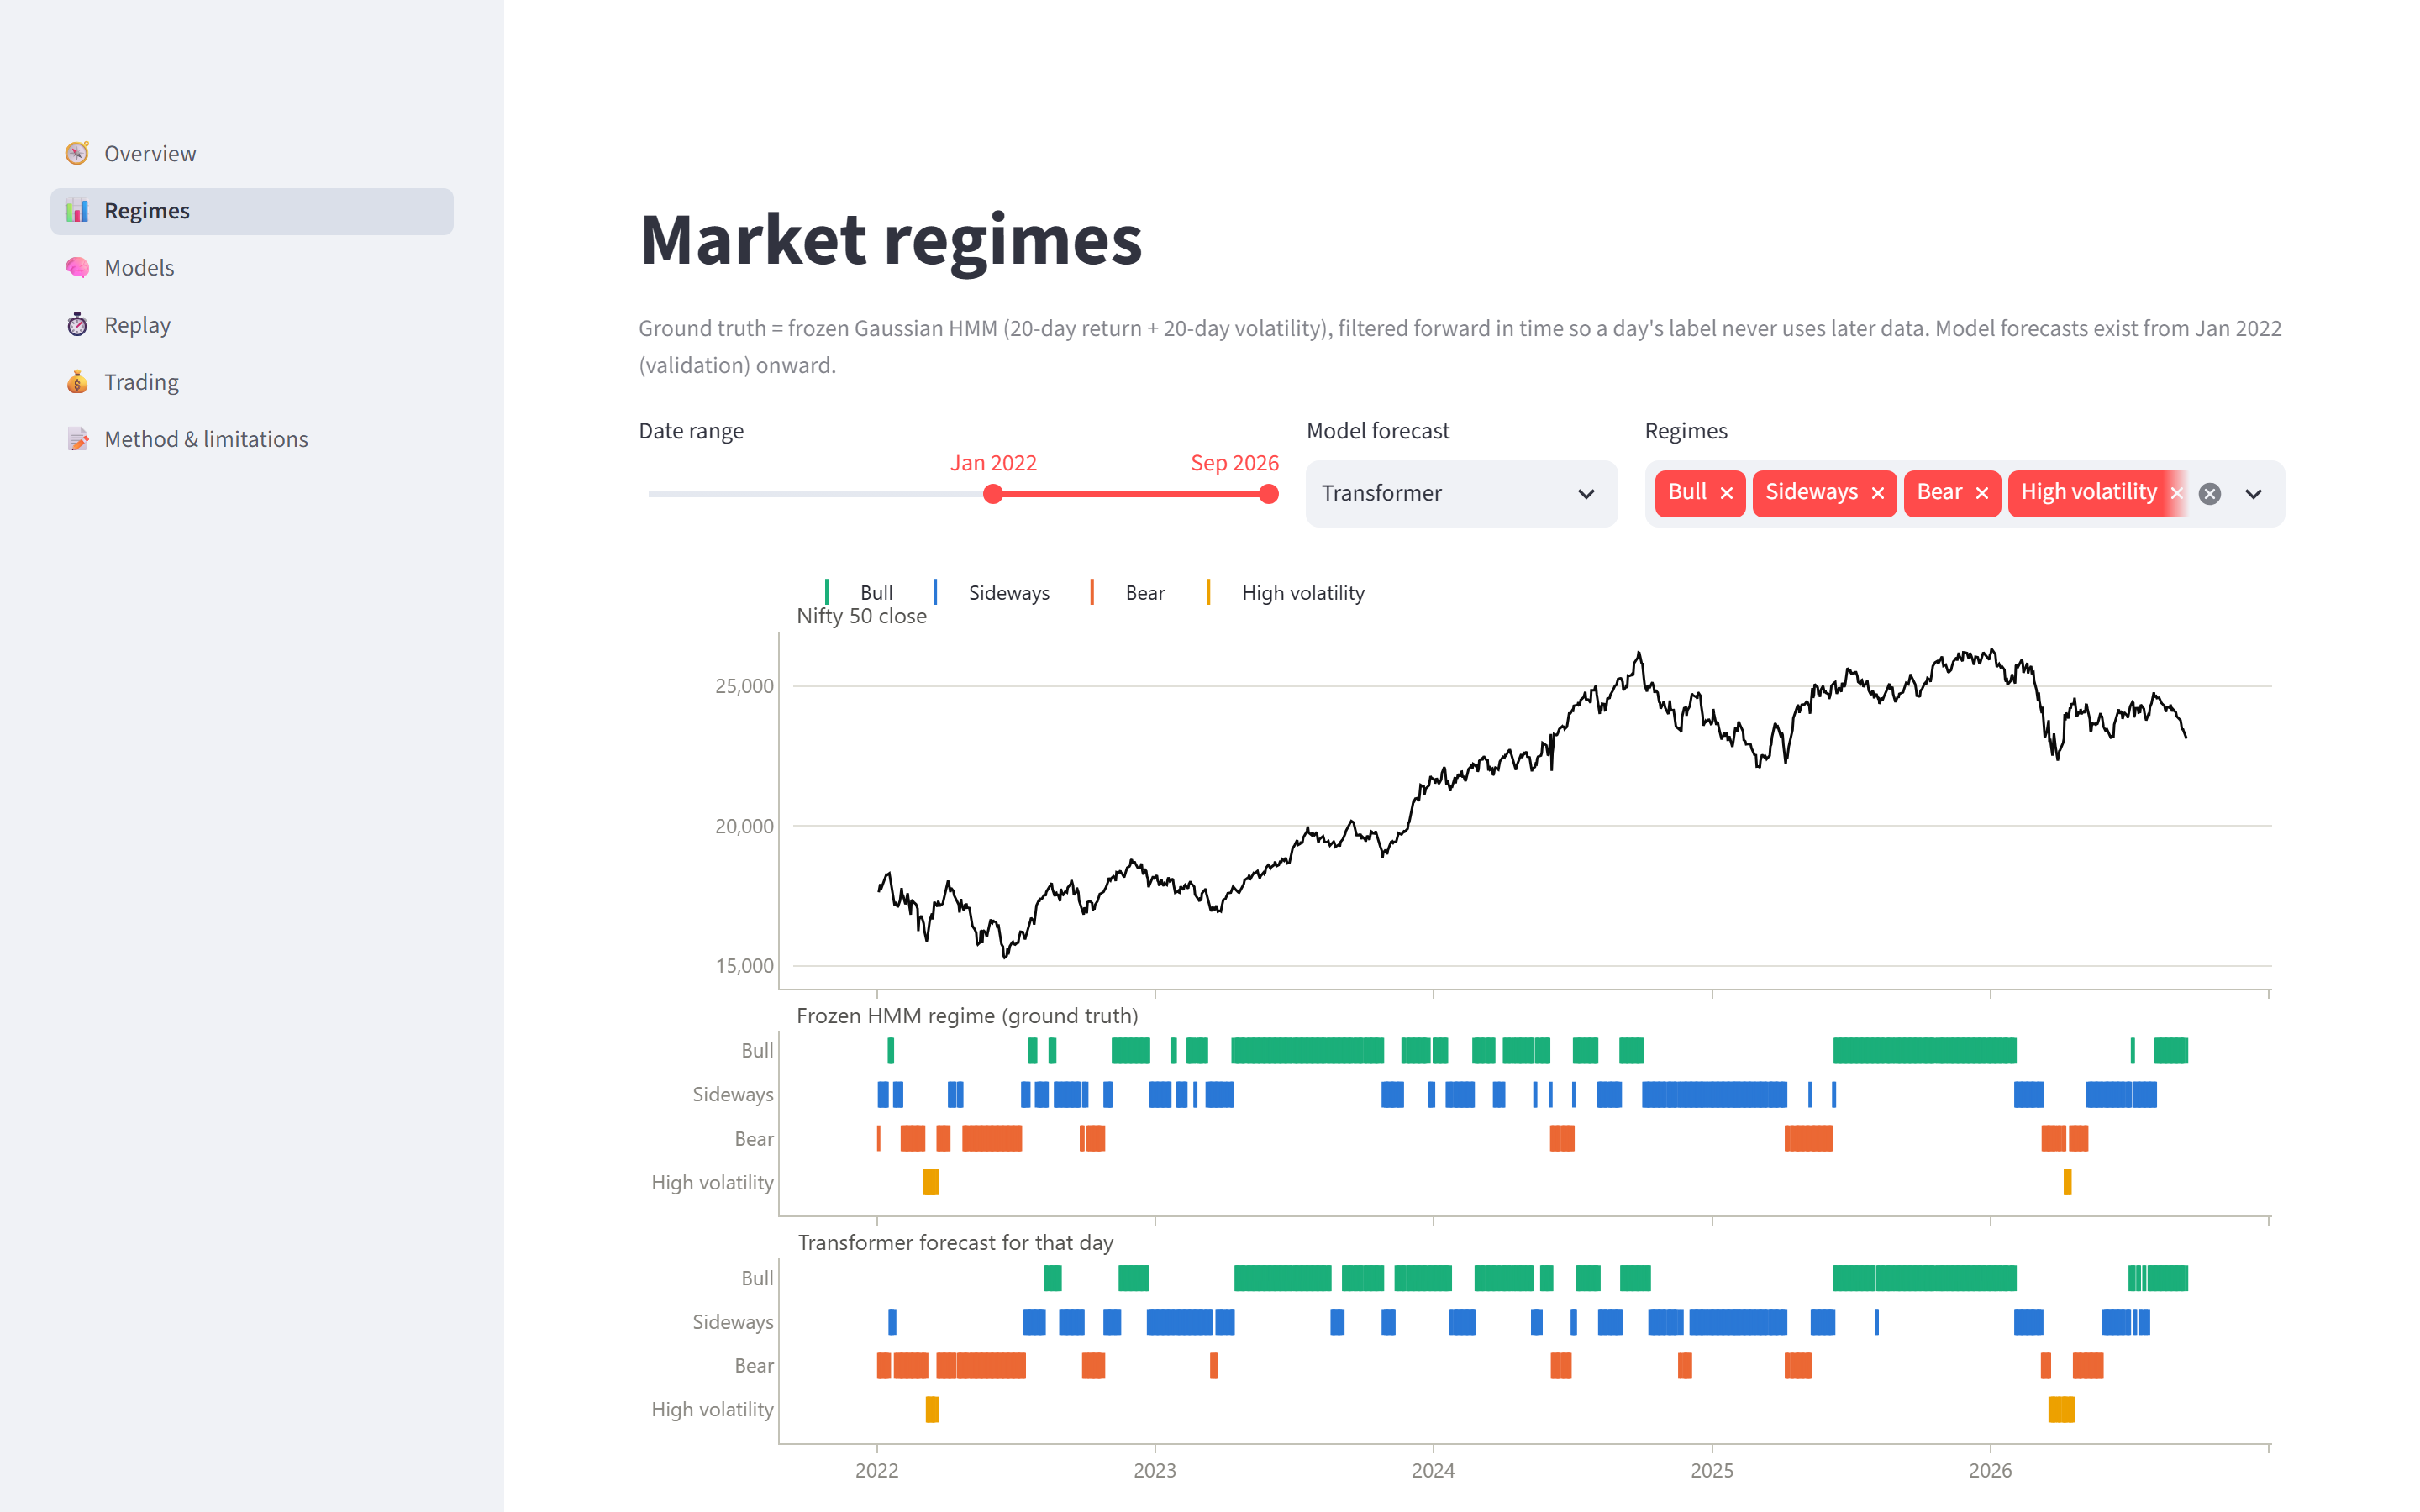 Overview
Regimes
Models
Replay
Trading
Method & limitations
Market regimes
Ground truth = frozen Gaussian HMM (20-day return + 20-day volatility), filtered forward in time so a day's label never uses later data. Model forecasts exist from Jan 2022
(validation) onward.
Date range
Jan 2022 Sep 2026
Model forecast
Transformer
Regimes
Bull Sideways Bear High volatility
Bull Sideways Bear High volatility
Nifty 50 close
25,000
20,000
15,000
Frozen HMM regime (ground truth)
Bull
Sideways
Bear
High volatility
Transformer forecast for that day
Bull
Sideways
Bear
High volatility
2022 2023 2024 2025 2026